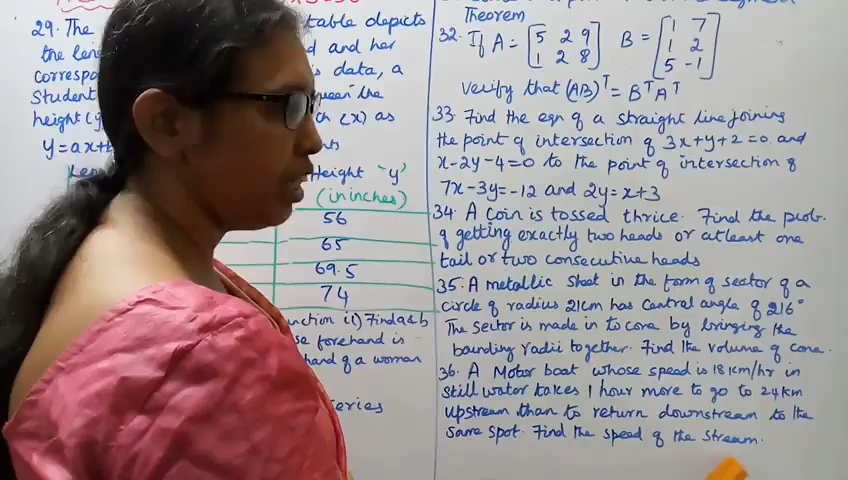 table depicts
29. The
the len
d and her
correspo
s data, a
Student
height (y
ch (x) as
y=ax+b
Height 'y'
(in inches)
56
65
69.5
74
unction ii) Find a & b
se forehand is
hand of a woman
series
Theorem
32. If A = [5 2 9 B = [1 7
1 2 8] 1 2
5 -1]
Verify that (AB)ᵀ = BᵀAᵀ
33. Find the eqn of a straight line joining
the point of intersection of 3x+y+2=0 and
x-2y-4=0 to the point of intersection of
7x-3y=-12 and 2y=x+3
34. A Coin is tossed thrice. Find the prob.
of getting exactly two heads or atleast one
tail or two consecutive heads
35. A metallic sheet in the form of sector of a
circle of radius 21cm has Central angle of 216°
The sector is made in to cone by bringing the
bounding radii together. Find the volume of cone.
36. A Motor boat whose speed is 18 km/hr in
still water takes 1 hour more to go to 24km
upstream than to return downstream to the
same spot. Find the speed of the stream.